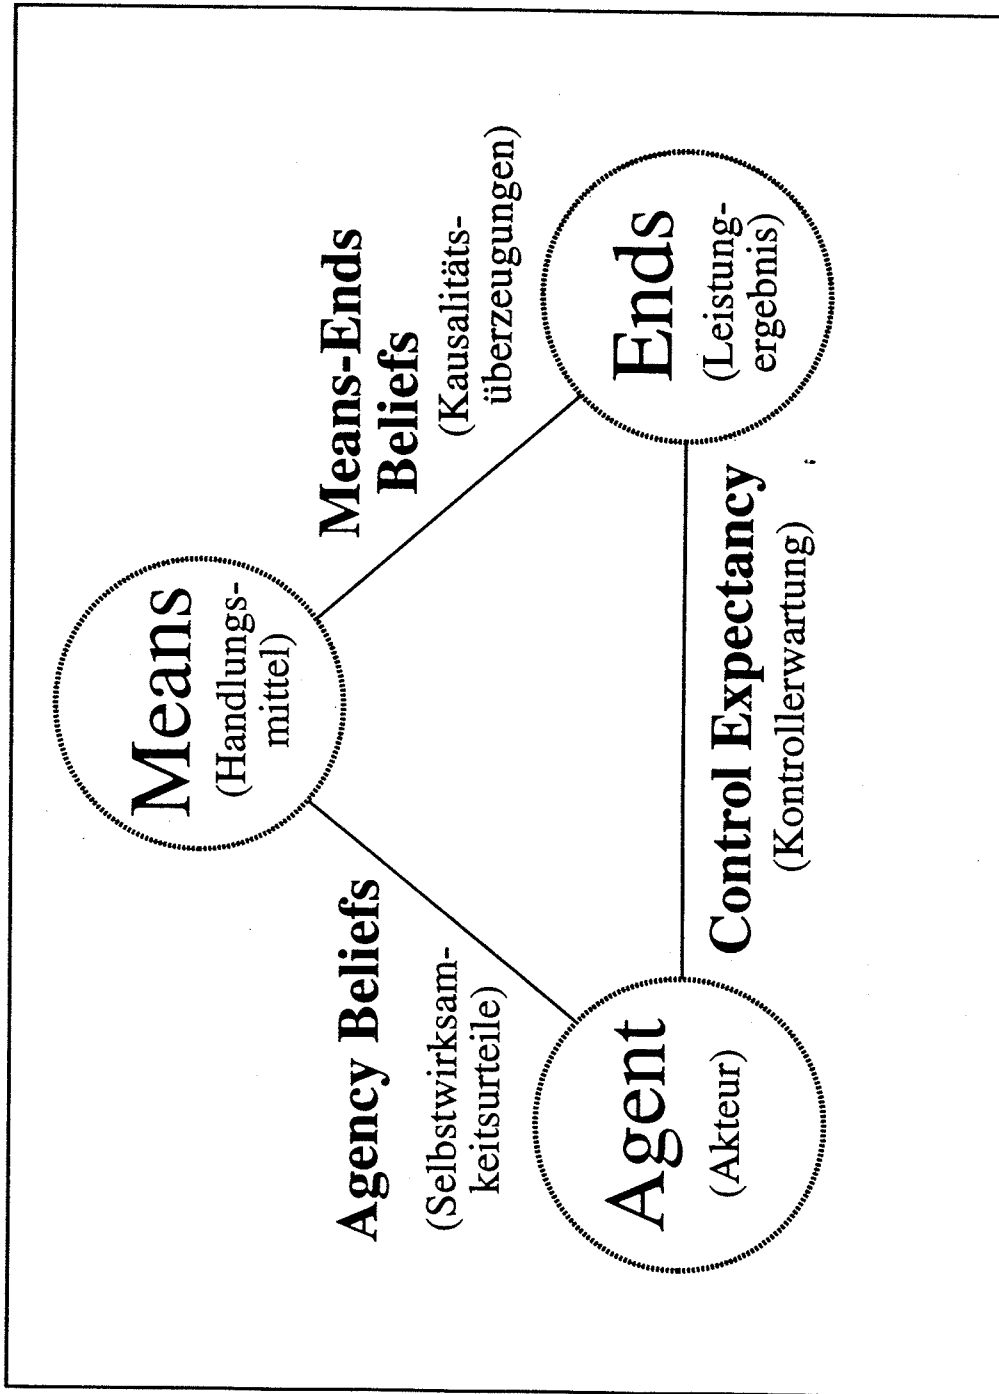 Means
(Handlungs-
mittel)
Agency Beliefs
(Selbstwirksam-
keitsurteile)
Means-Ends
Beliefs
(Kausalitäts-
überzeugungen)
Agent
(Akteur)
Ends
(Leistung-
ergebnis)
Control Expectancy
(Kontrollerwartung)